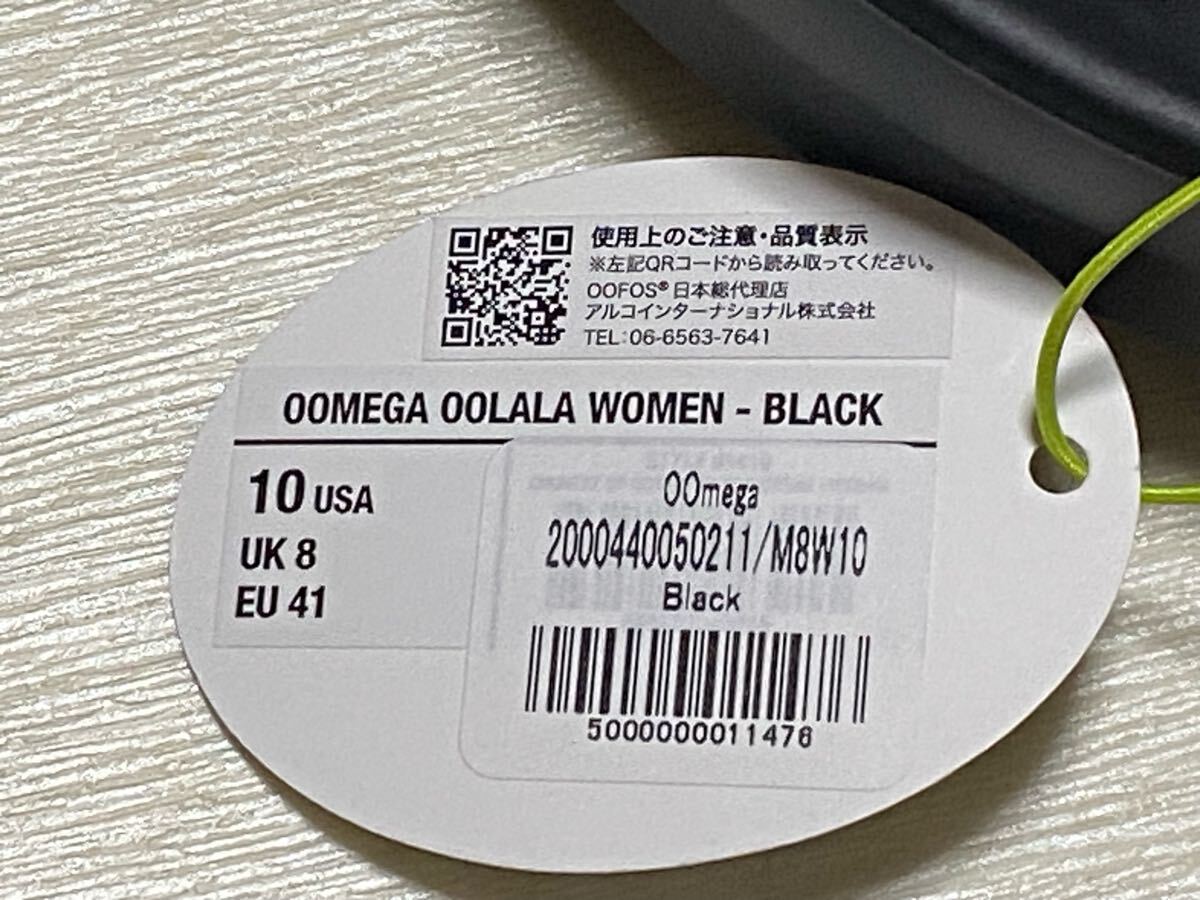 使用上のご注意・品質表示
※左記QRコードから読み取ってください。
OOFOS® 日本総代理店
アルコインターナショナル株式会社
TEL:06-6563-7641
OOMEGA OOLALA WOMEN - BLACK
10 USA
UK 8
EU 41
OOmega
2000440050211/M8W10
Black
5000000011476